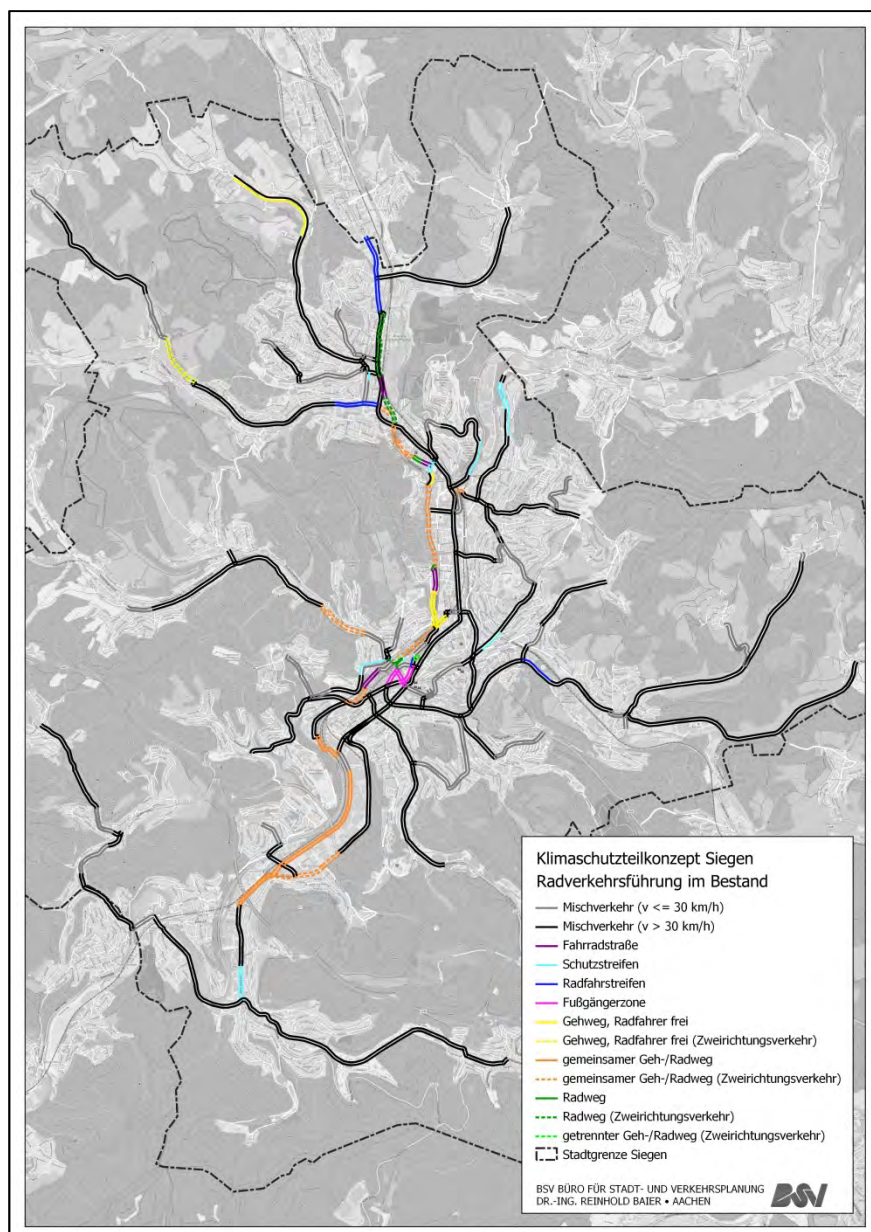 Klimaschutzteilkonzept Siegen
Radverkehrsführung im Bestand
Mischverkehr (v <= 30 km/h)
Mischverkehr (v > 30 km/h)
Fahrradstraße
Schutzstreifen
Radfahrstreifen
Fußgängerzone
Gehweg, Radfahrer frei
Gehweg, Radfahrer frei (Zweirichtungsverkehr)
gemeinsamer Geh-/Radweg
gemeinsamer Geh-/Radweg (Zweirichtungsverkehr)
Radweg
Radweg (Zweirichtungsverkehr)
getrennter Geh-/Radweg (Zweirichtungsverkehr)
Stadtgrenze Siegen
BSV BÜRO FÜR STADT- UND VERKEHRSPLANUNG
DR.-ING. REINHOLD BAIER • AACHEN
BSV